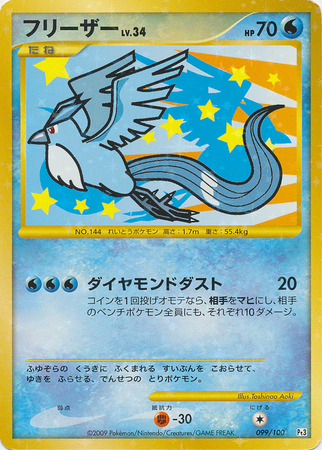 フリーザー LV.34 HP 70
たね
NO.144 れいとうポケモン 高さ：1.7m 重さ：55.4kg
ダイヤモンドダスト 20
コインを1回投げオモテなら、相手をマヒにし、相手
のベンチポケモン全員にも、それぞれ10ダメージ。
ふゆぞらの くうきに ふくまれる すいぶんを こおらせて、
ゆきを ふらせる、でんせつの とりポケモン。
Illus.Toshinao Aoki
弱点 抵抗力 -30 にげる
©2009 Pokémon/Nintendo/Creatures/GAME FREAK. 099/100 Pt3